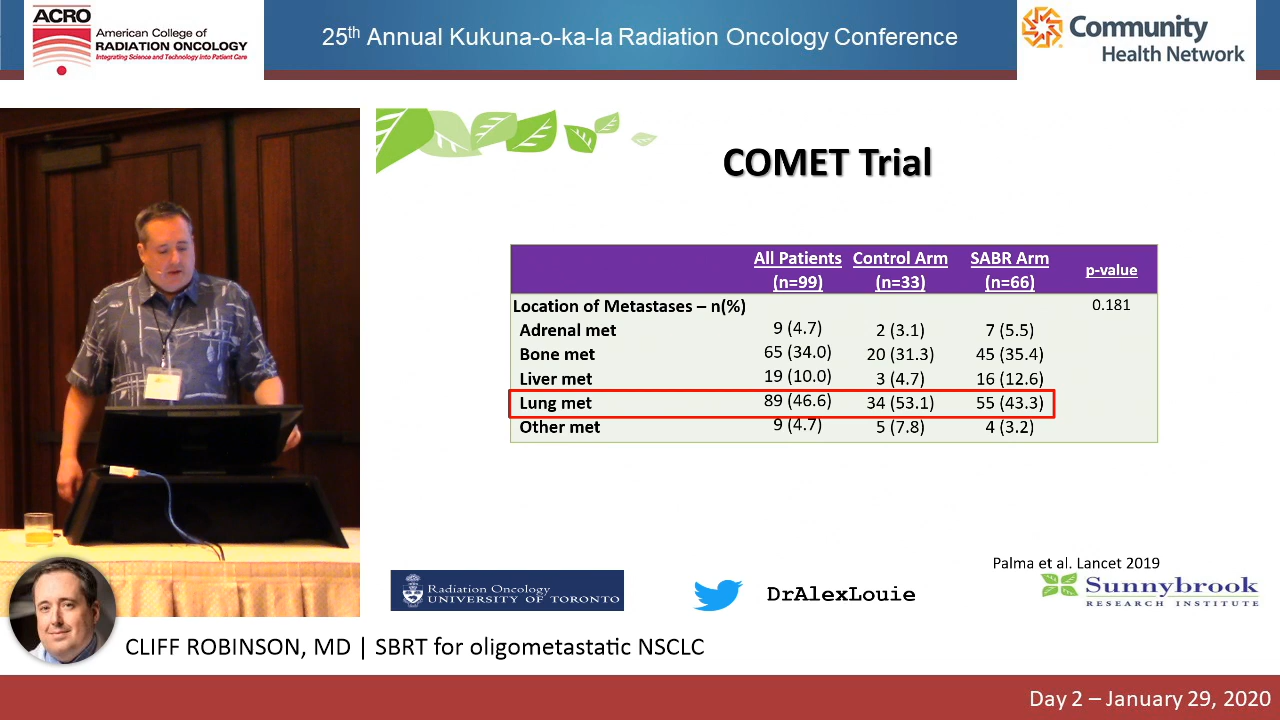 ACRO
American College of
RADIATION ONCOLOGY
Integrating Science and Technology Into Patient Care
25th Annual Kukuna-o-ka-la Radiation Oncology Conference
Community
Health Network
COMET Trial
All Patients (n=99) Control Arm (n=33) SABR Arm (n=66) p-value
Location of Metastases – n(%) 0.181
Adrenal met 9 (4.7) 2 (3.1) 7 (5.5)
Bone met 65 (34.0) 20 (31.3) 45 (35.4)
Liver met 19 (10.0) 3 (4.7) 16 (12.6)
Lung met 89 (46.6) 34 (53.1) 55 (43.3)
Other met 9 (4.7) 5 (7.8) 4 (3.2)
Palma et al. Lancet 2019
Radiation Oncology
UNIVERSITY OF TORONTO
DrAlexLouie
Sunnybrook
RESEARCH INSTITUTE
CLIFF ROBINSON, MD | SBRT for oligometastatic NSCLC
Day 2 – January 29, 2020